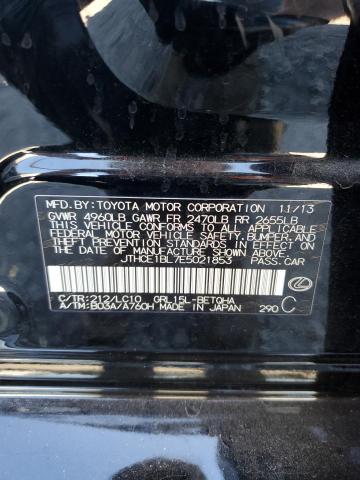 MFD.BY:TOYOTA MOTOR CORPORATION 11/13
GVWR 4960LB GAWR FR 2470LB RR 2655LB
THIS VEHICLE CONFORMS TO ALL APPLICABLE
FEDERAL MOTOR VEHICLE SAFETY, BUMPER, AND
THEFT PREVENTION STANDARDS IN EFFECT ON
THE DATE OF MANUFACTURE SHOWN ABOVE.
JTHCE1BL7E5021853 PASS.CAR
C/TR:212/LC10 GRL15L-BETQHA
A/TM:B03A/A760H MADE IN JAPAN 290 C